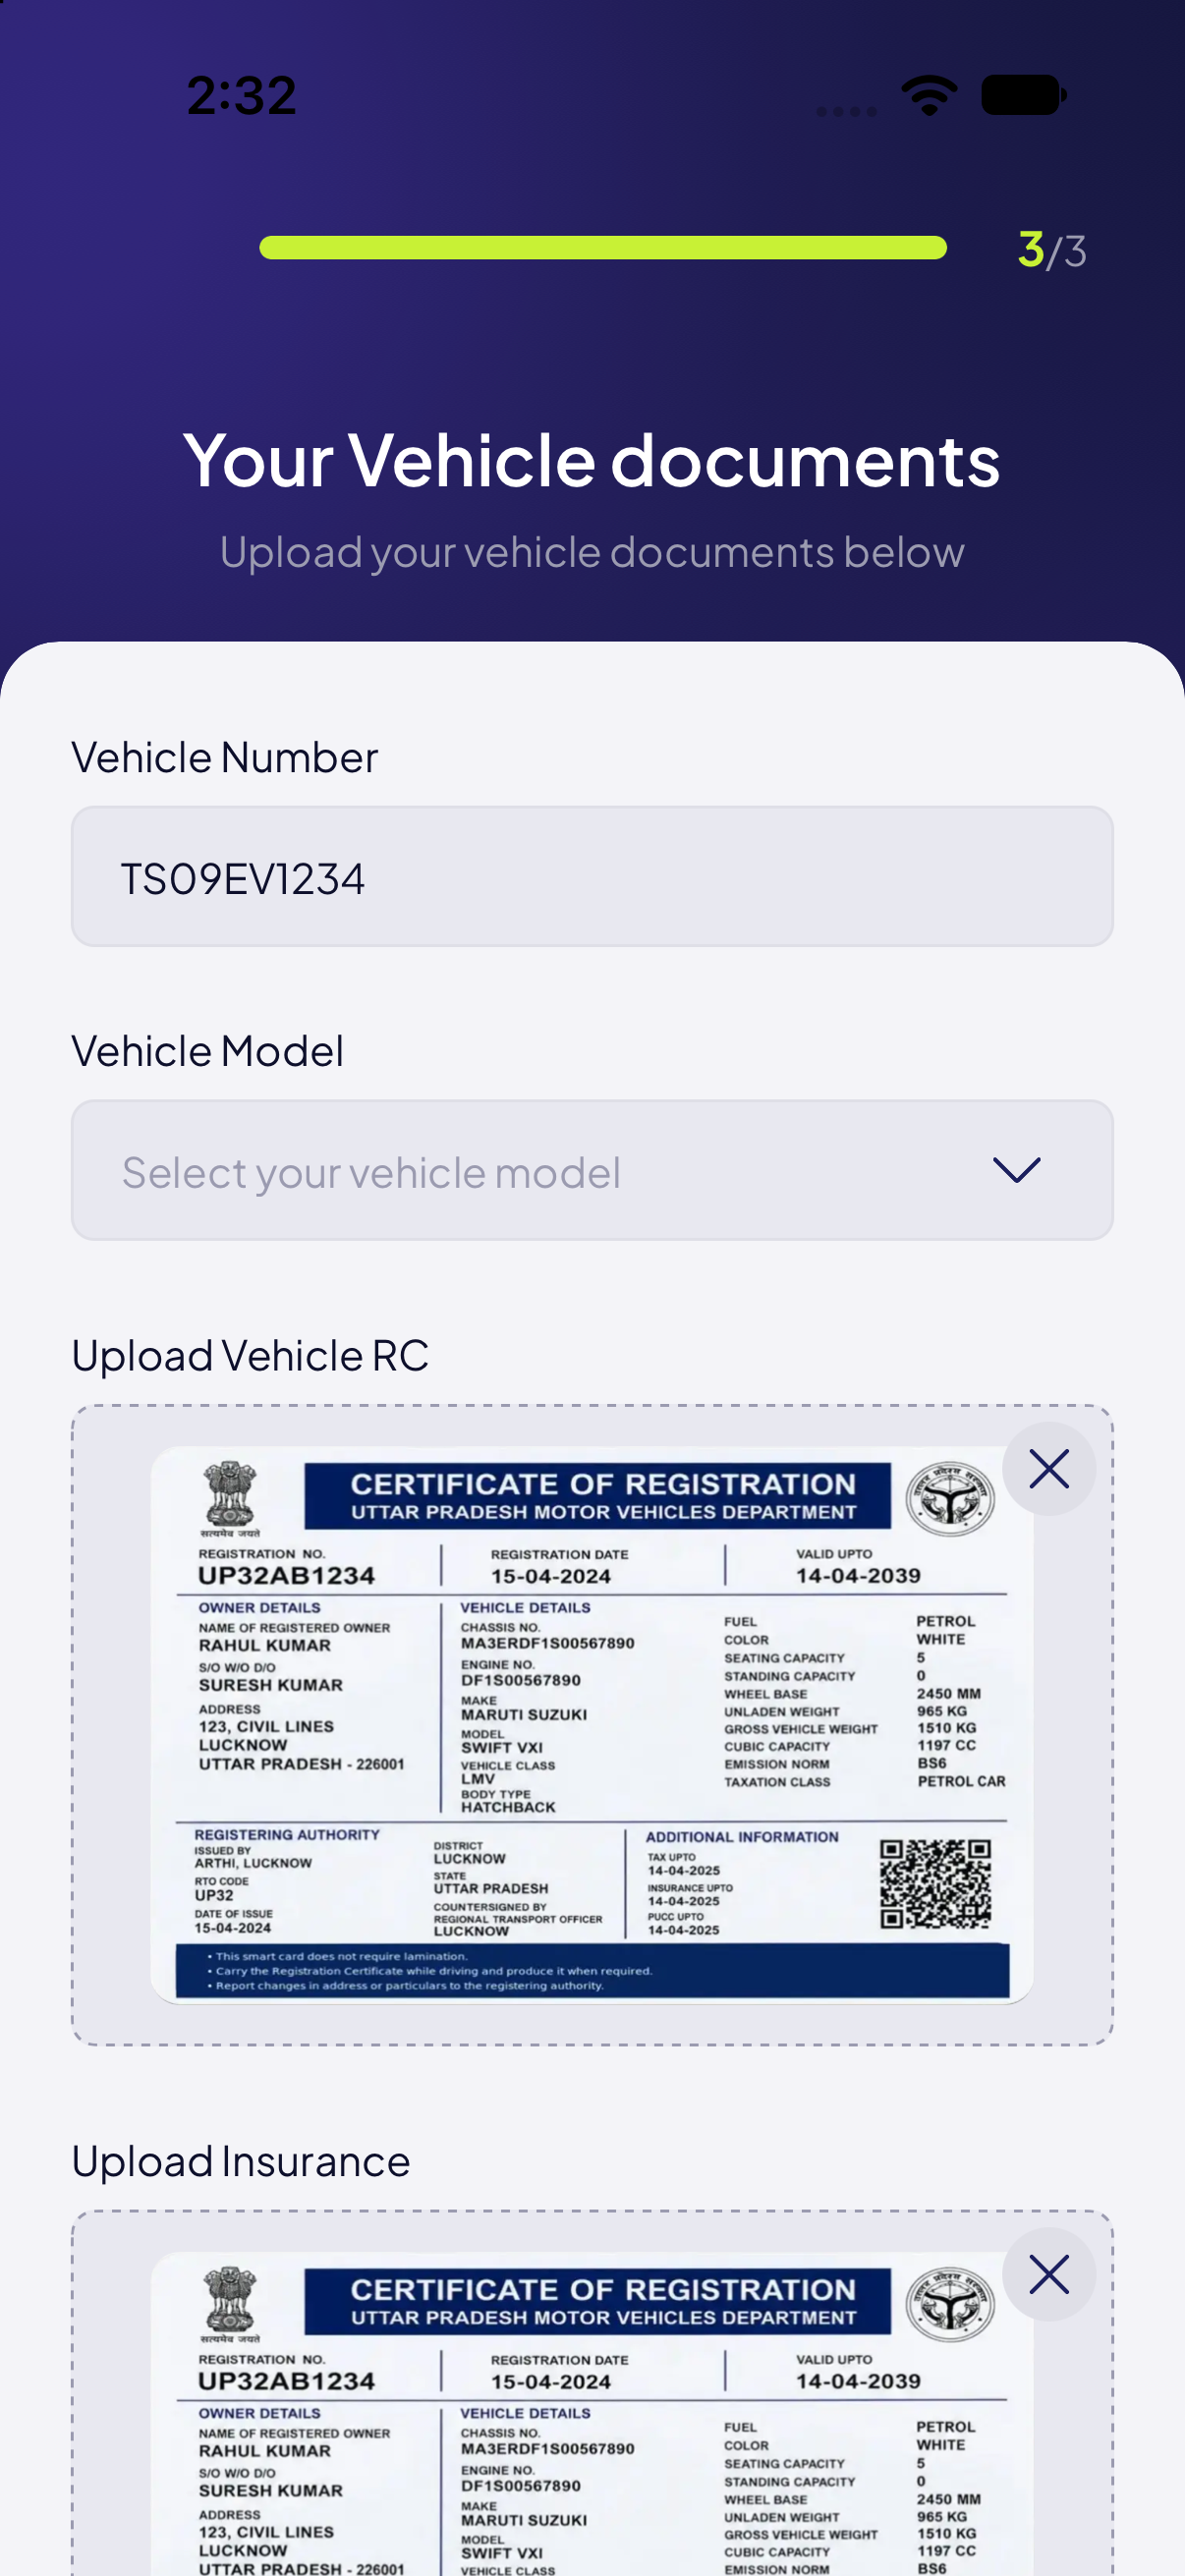 2:32
3/3
Your Vehicle documents
Upload your vehicle documents below
Vehicle Number
TS09EV1234
Vehicle Model
Select your vehicle model
Upload Vehicle RC
CERTIFICATE OF REGISTRATION
UTTAR PRADESH MOTOR VEHICLES DEPARTMENT
सत्यमेव जयते
REGISTRATION NO.
UP32AB1234
REGISTRATION DATE
15-04-2024
VALID UPTO
14-04-2039
OWNER DETAILS
NAME OF REGISTERED OWNER
RAHUL KUMAR
S/O W/O D/O
SURESH KUMAR
ADDRESS
123, CIVIL LINES
LUCKNOW
UTTAR PRADESH - 226001
VEHICLE DETAILS
CHASSIS NO.
MA3ERDF1S00567890
ENGINE NO.
DF1S00567890
MAKE
MARUTI SUZUKI
MODEL
SWIFT VXI
VEHICLE CLASS
LMV
BODY TYPE
HATCHBACK
FUEL PETROL
COLOR WHITE
SEATING CAPACITY 5
STANDING CAPACITY 0
WHEEL BASE 2450 MM
UNLADEN WEIGHT 965 KG
GROSS VEHICLE WEIGHT 1510 KG
CUBIC CAPACITY 1197 CC
EMISSION NORM BS6
TAXATION CLASS PETROL CAR
REGISTERING AUTHORITY
ISSUED BY
ARTHI, LUCKNOW
RTO CODE
UP32
DATE OF ISSUE
15-04-2024
DISTRICT
LUCKNOW
STATE
UTTAR PRADESH
COUNTERSIGNED BY
REGIONAL TRANSPORT OFFICER
LUCKNOW
ADDITIONAL INFORMATION
TAX UPTO
14-04-2025
INSURANCE UPTO
14-04-2025
PUCC UPTO
14-04-2025
• This smart card does not require lamination.
• Carry the Registration Certificate while driving and produce it when required.
• Report changes in address or particulars to the registering authority.
Upload Insurance
CERTIFICATE OF REGISTRATION
UTTAR PRADESH MOTOR VEHICLES DEPARTMENT
सत्यमेव जयते
REGISTRATION NO.
UP32AB1234
REGISTRATION DATE
15-04-2024
VALID UPTO
14-04-2039
OWNER DETAILS
NAME OF REGISTERED OWNER
RAHUL KUMAR
S/O W/O D/O
SURESH KUMAR
ADDRESS
123, CIVIL LINES
LUCKNOW
UTTAR PRADESH - 226001
VEHICLE DETAILS
CHASSIS NO.
MA3ERDF1S00567890
ENGINE NO.
DF1S00567890
MAKE
MARUTI SUZUKI
MODEL
SWIFT VXI
VEHICLE CLASS
FUEL PETROL
COLOR WHITE
SEATING CAPACITY 5
STANDING CAPACITY 0
WHEEL BASE 2450 MM
UNLADEN WEIGHT 965 KG
GROSS VEHICLE WEIGHT 1510 KG
CUBIC CAPACITY 1197 CC
EMISSION NORM BS6